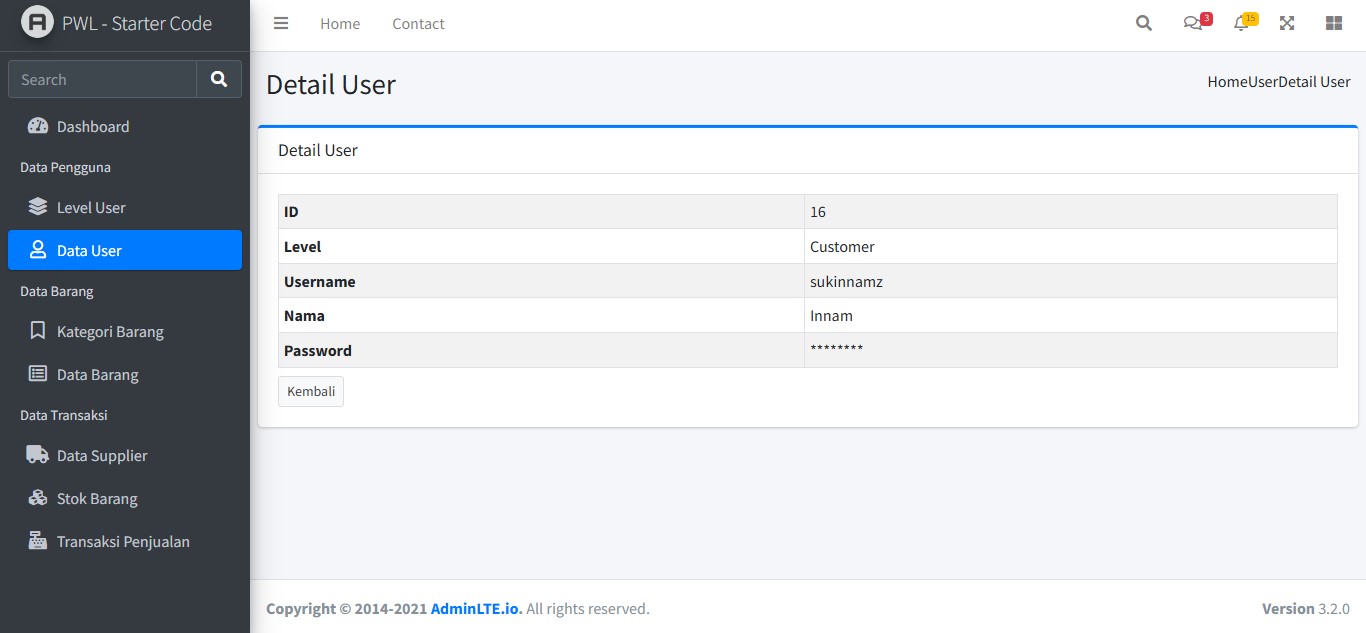 PWL - Starter Code
Home Contact
3
15
Search
Dashboard
Data Pengguna
Level User
Data User
Data Barang
Kategori Barang
Data Barang
Data Transaksi
Data Supplier
Stok Barang
Transaksi Penjualan
Detail User
HomeUserDetail User
Detail User
ID 16
Level Customer
Username sukinnamz
Nama Innam
Password ********
Kembali
Copyright © 2014-2021 AdminLTE.io. All rights reserved.
Version 3.2.0